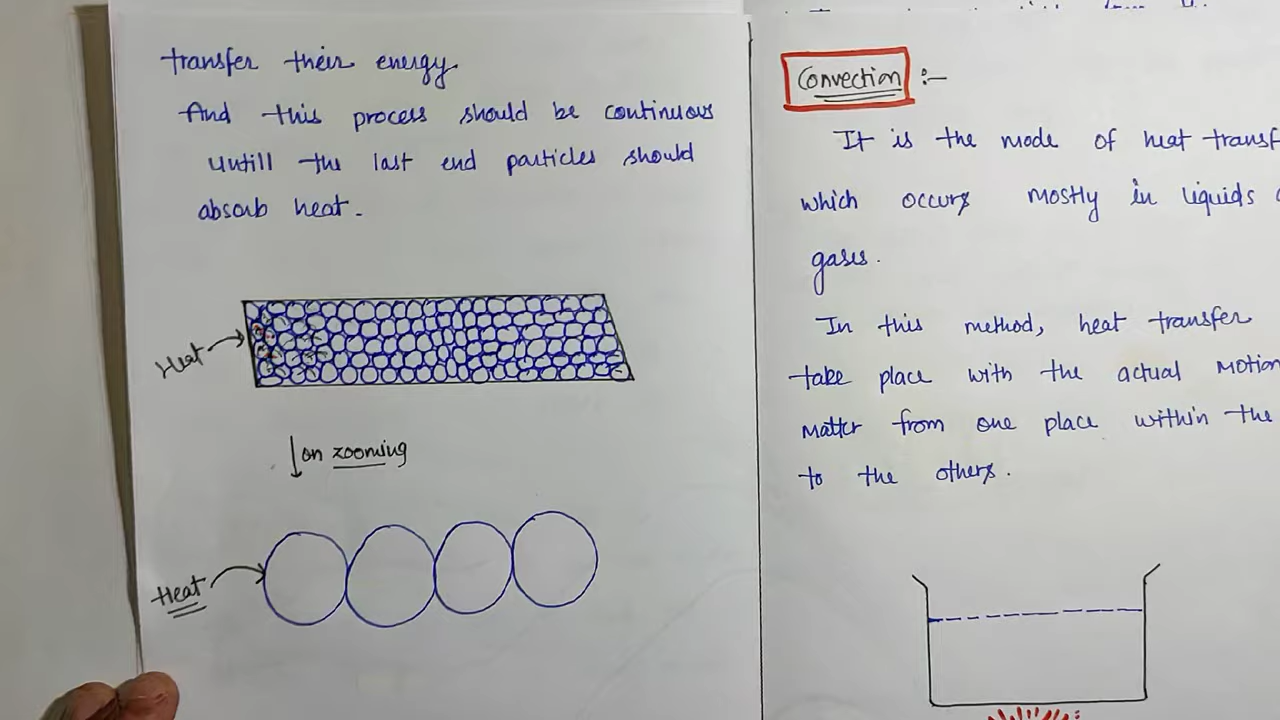 transfer their energy
And this process should be continuous
untill the last end particles should
absorb heat.
Heat
on zooming
Heat
Convection :-
It is the mode of heat transf
which occurs mostly in liquids
gases.
In this method, heat transfer
take place with the actual motion
matter from one place within the
to the others.